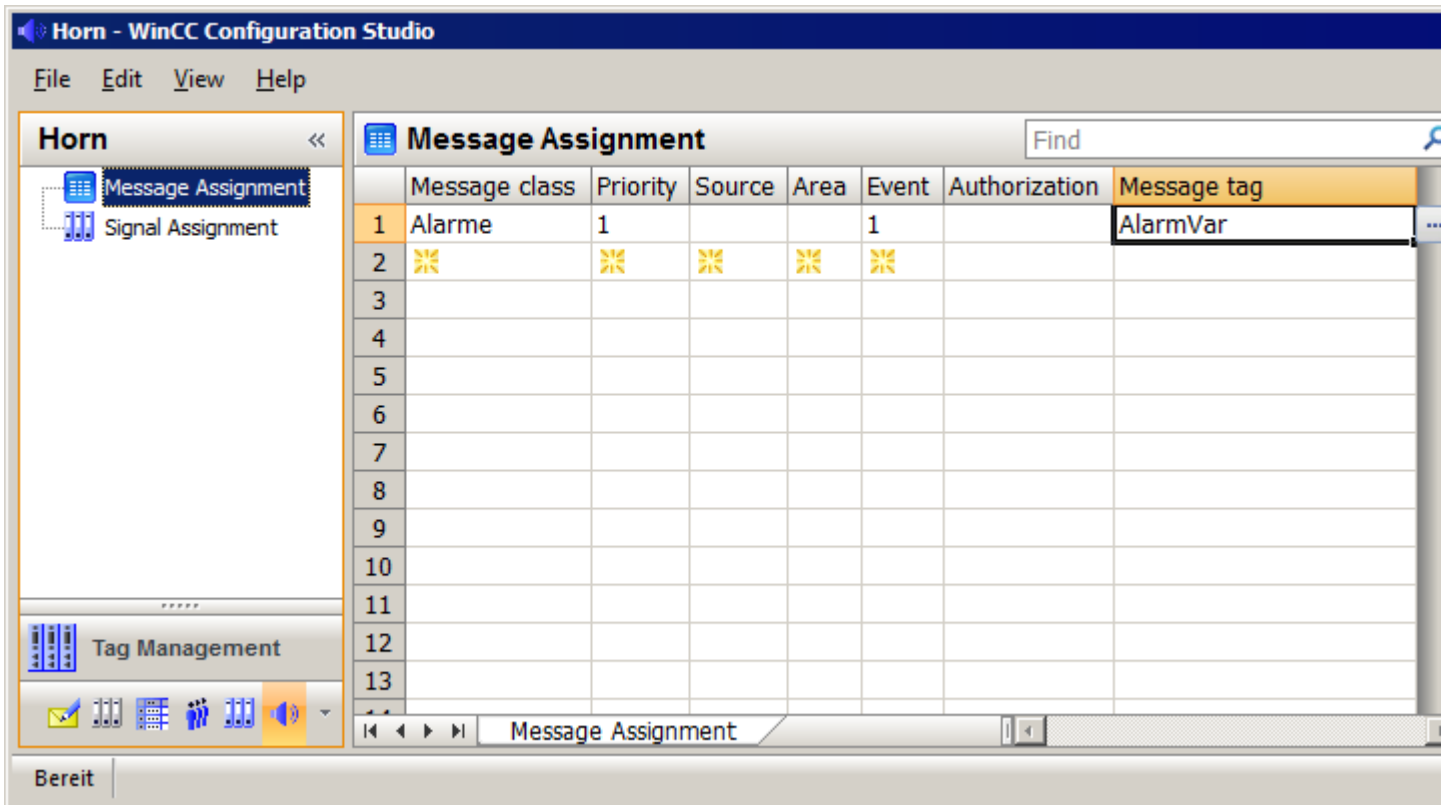 Horn - WinCC Configuration Studio
File Edit View Help
Horn «
Message Assignment
Signal Assignment
Tag Management
Message Assignment
Find
Message class Priority Source Area Event Authorization Message tag
1 Alarme 1 1 AlarmVar ...
2
3
4
5
6
7
8
9
10
11
12
13
Message Assignment
Bereit